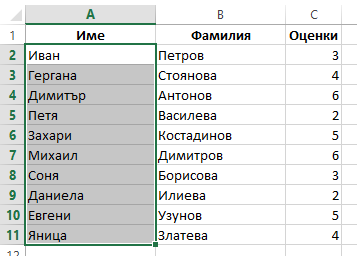 A B C
1 Име Фамилия Оценки
2 Иван Петров 3
3 Гергана Стоянова 4
4 Димитър Антонов 6
5 Петя Василева 2
6 Захари Костадинов 5
7 Михаил Димитров 6
8 Соня Борисова 3
9 Даниела Илиева 2
10 Евгени Узунов 5
11 Яница Златева 4
12